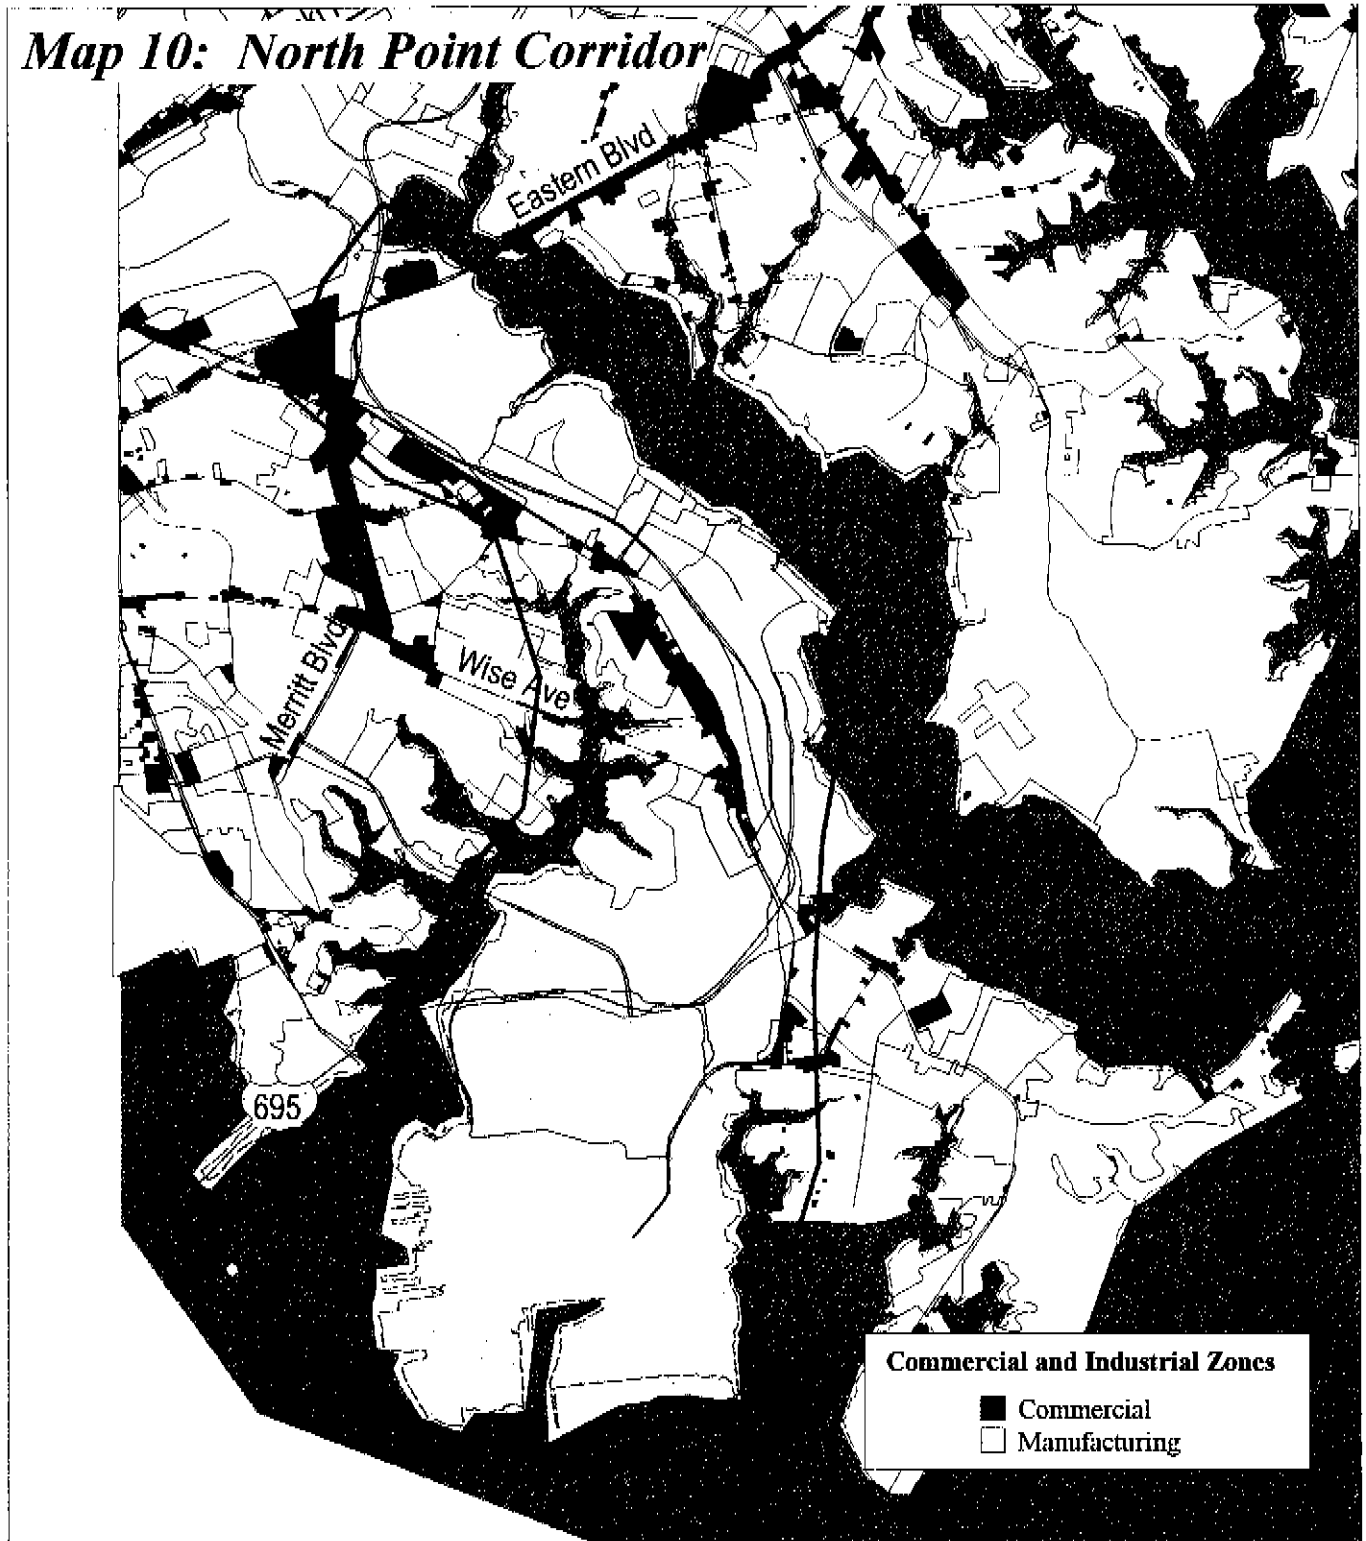 Map 10: North Point Corridor
Eastern Blvd
Merritt Blvd
Wise Ave
695
Commercial and Industrial Zones
Commercial
Manufacturing